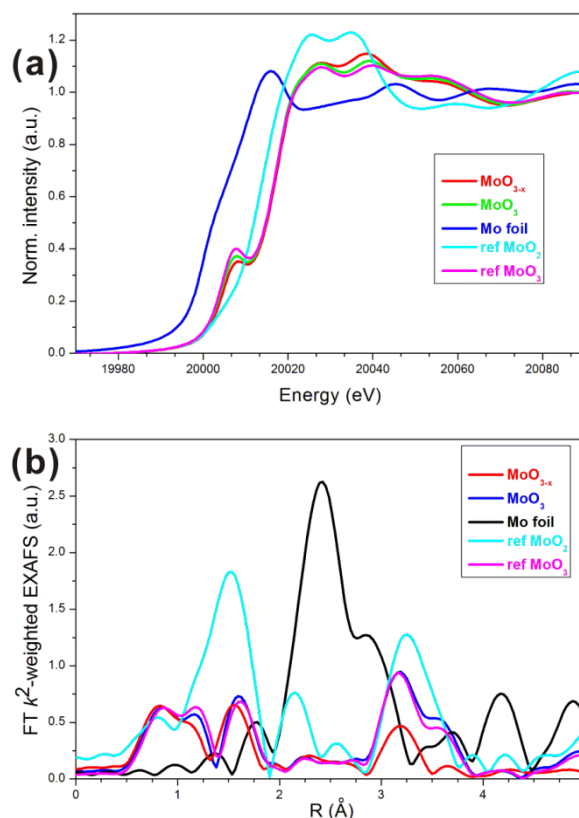 (a)
Norm. intensity (a.u.)
1.2
1.0
0.8
0.6
0.4
0.2
0.0
MoO₃₋ₓ
MoO₃
Mo foil
ref MoO₂
ref MoO₃
19980 20000 20020 20040 20060 20080
Energy (eV)
(b)
FT k²-weighted EXAFS (a.u.)
3.0
2.5
2.0
1.5
1.0
0.5
0.0
MoO₃₋ₓ
MoO₃
Mo foil
ref MoO₂
ref MoO₃
0 1 2 3 4
R (Å)